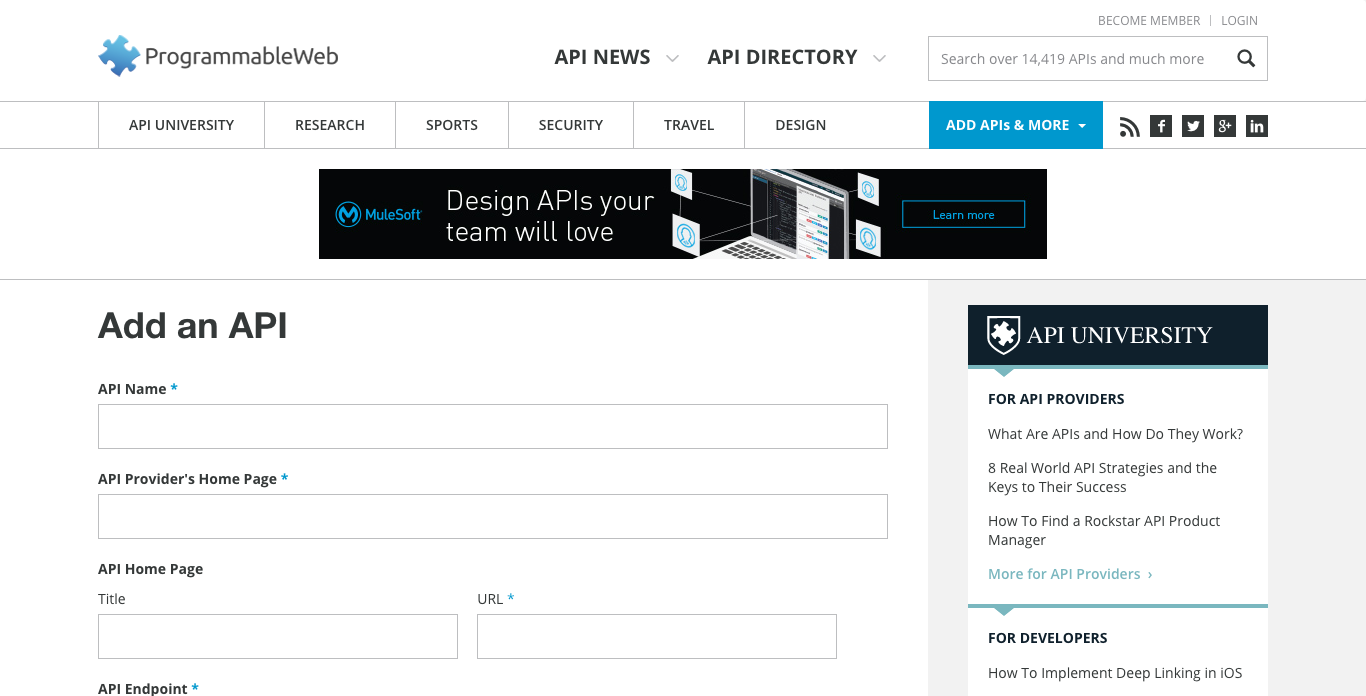 BECOME MEMBER
LOGIN
ProgrammableWeb
API NEWS
API DIRECTORY
Search over 14,419 APIs and much more
API UNIVERSITY
RESEARCH
SPORTS
SECURITY
TRAVEL
DESIGN
ADD APIs & MORE
MuleSoft
Design APIs your
team will love
Learn more
Add an API
API Name *
API Provider's Home Page *
API Home Page
Title
URL *
API Endpoint *
API UNIVERSITY
FOR API PROVIDERS
What Are APIs and How Do They Work?
8 Real World API Strategies and the
Keys to Their Success
How To Find a Rockstar API Product
Manager
More for API Providers ›
FOR DEVELOPERS
How To Implement Deep Linking in iOS